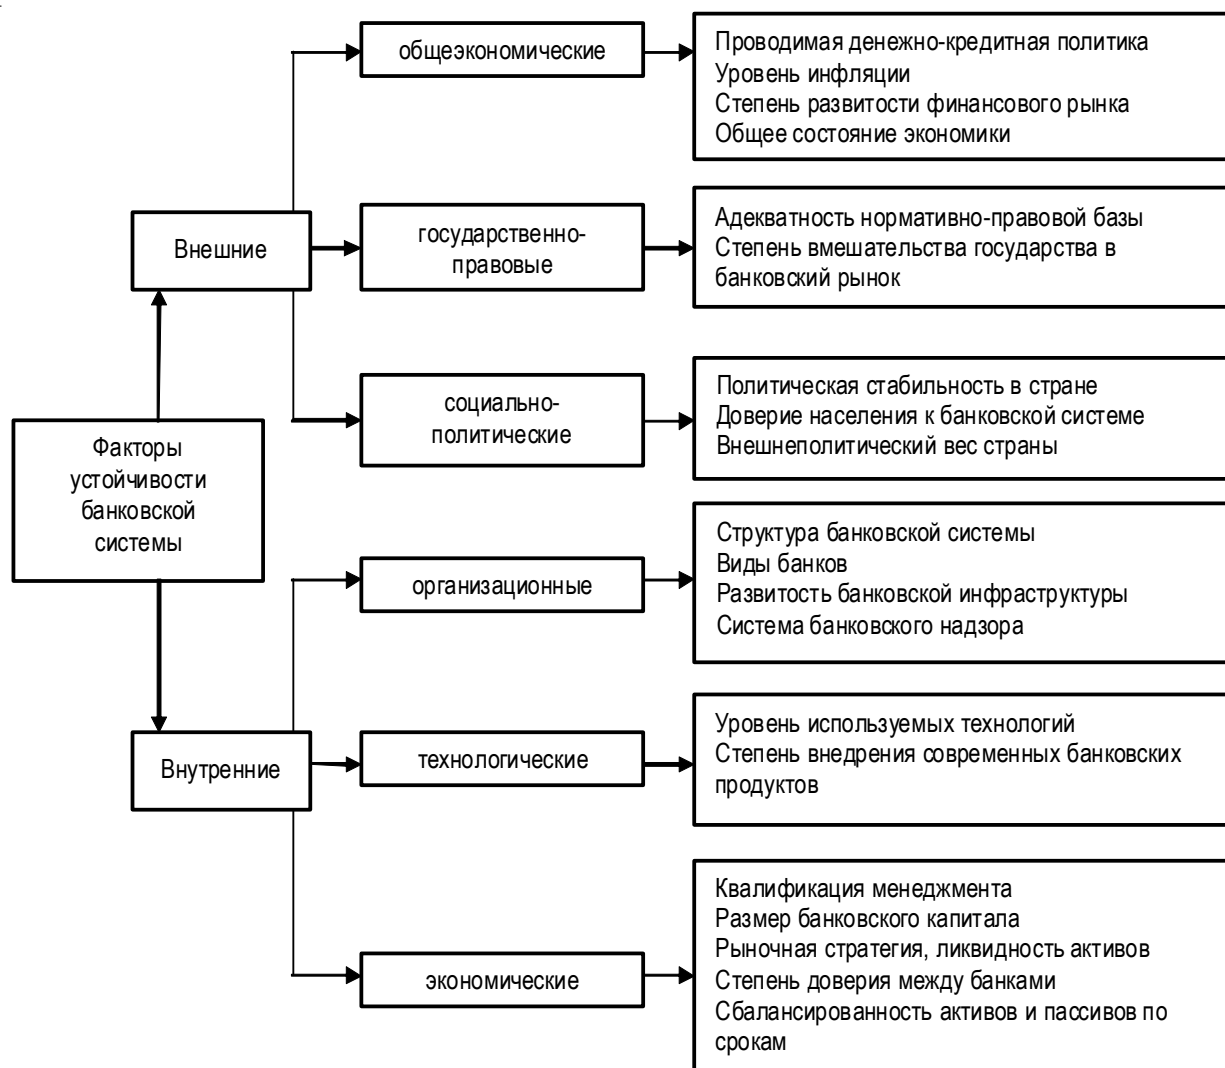 общеэкономические
Проводимая денежно-кредитная политика
Уровень инфляции
Степень развитости финансового рынка
Общее состояние экономики
Внешние
государственно-
правовые
Адекватность нормативно-правовой базы
Степень вмешательства государства в
банковский рынок
социально-
политические
Политическая стабильность в стране
Доверие населения к банковской системе
Внешнеполитический вес страны
Факторы
устойчивости
банковской
системы
организационные
Структура банковской системы
Виды банков
Развитость банковской инфраструктуры
Система банковского надзора
Внутренние
технологические
Уровень используемых технологий
Степень внедрения современных банковских
продуктов
экономические
Квалификация менеджмента
Размер банковского капитала
Рыночная стратегия, ликвидность активов
Степень доверия между банками
Сбалансированность активов и пассивов по
срокам